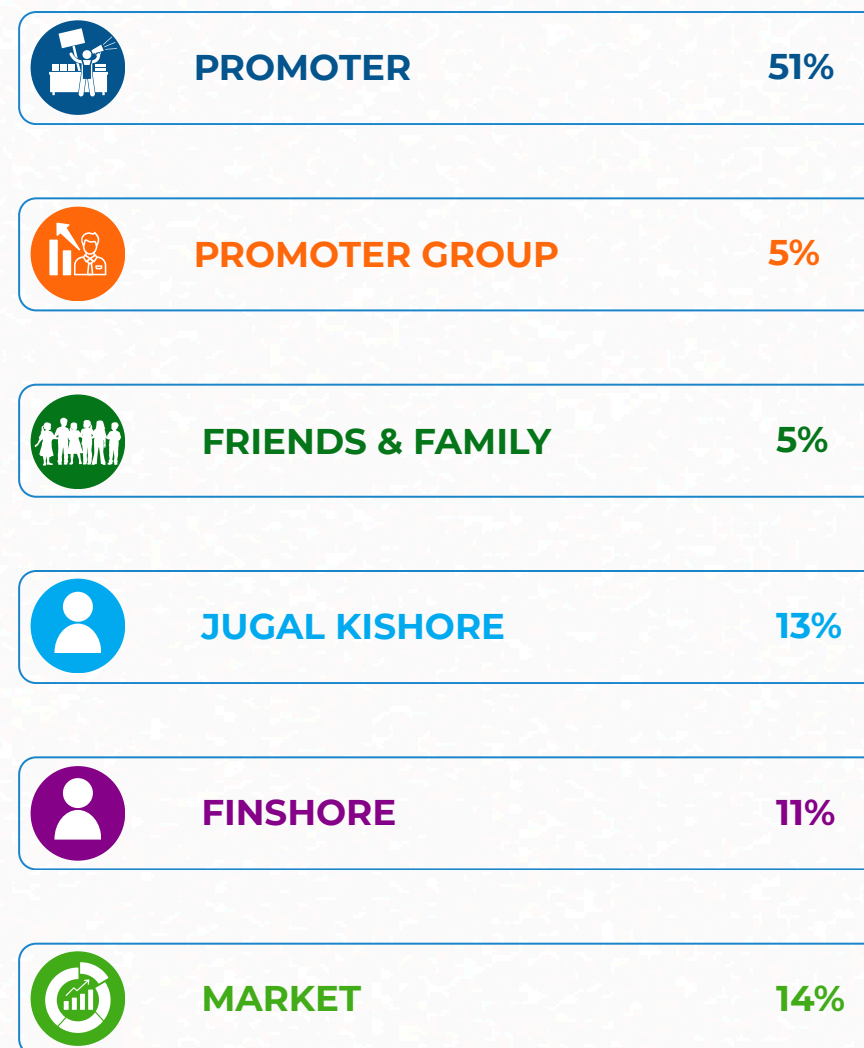 PROMOTER 51%
PROMOTER GROUP 5%
FRIENDS & FAMILY 5%
JUGAL KISHORE 13%
FINSHORE 11%
MARKET 14%